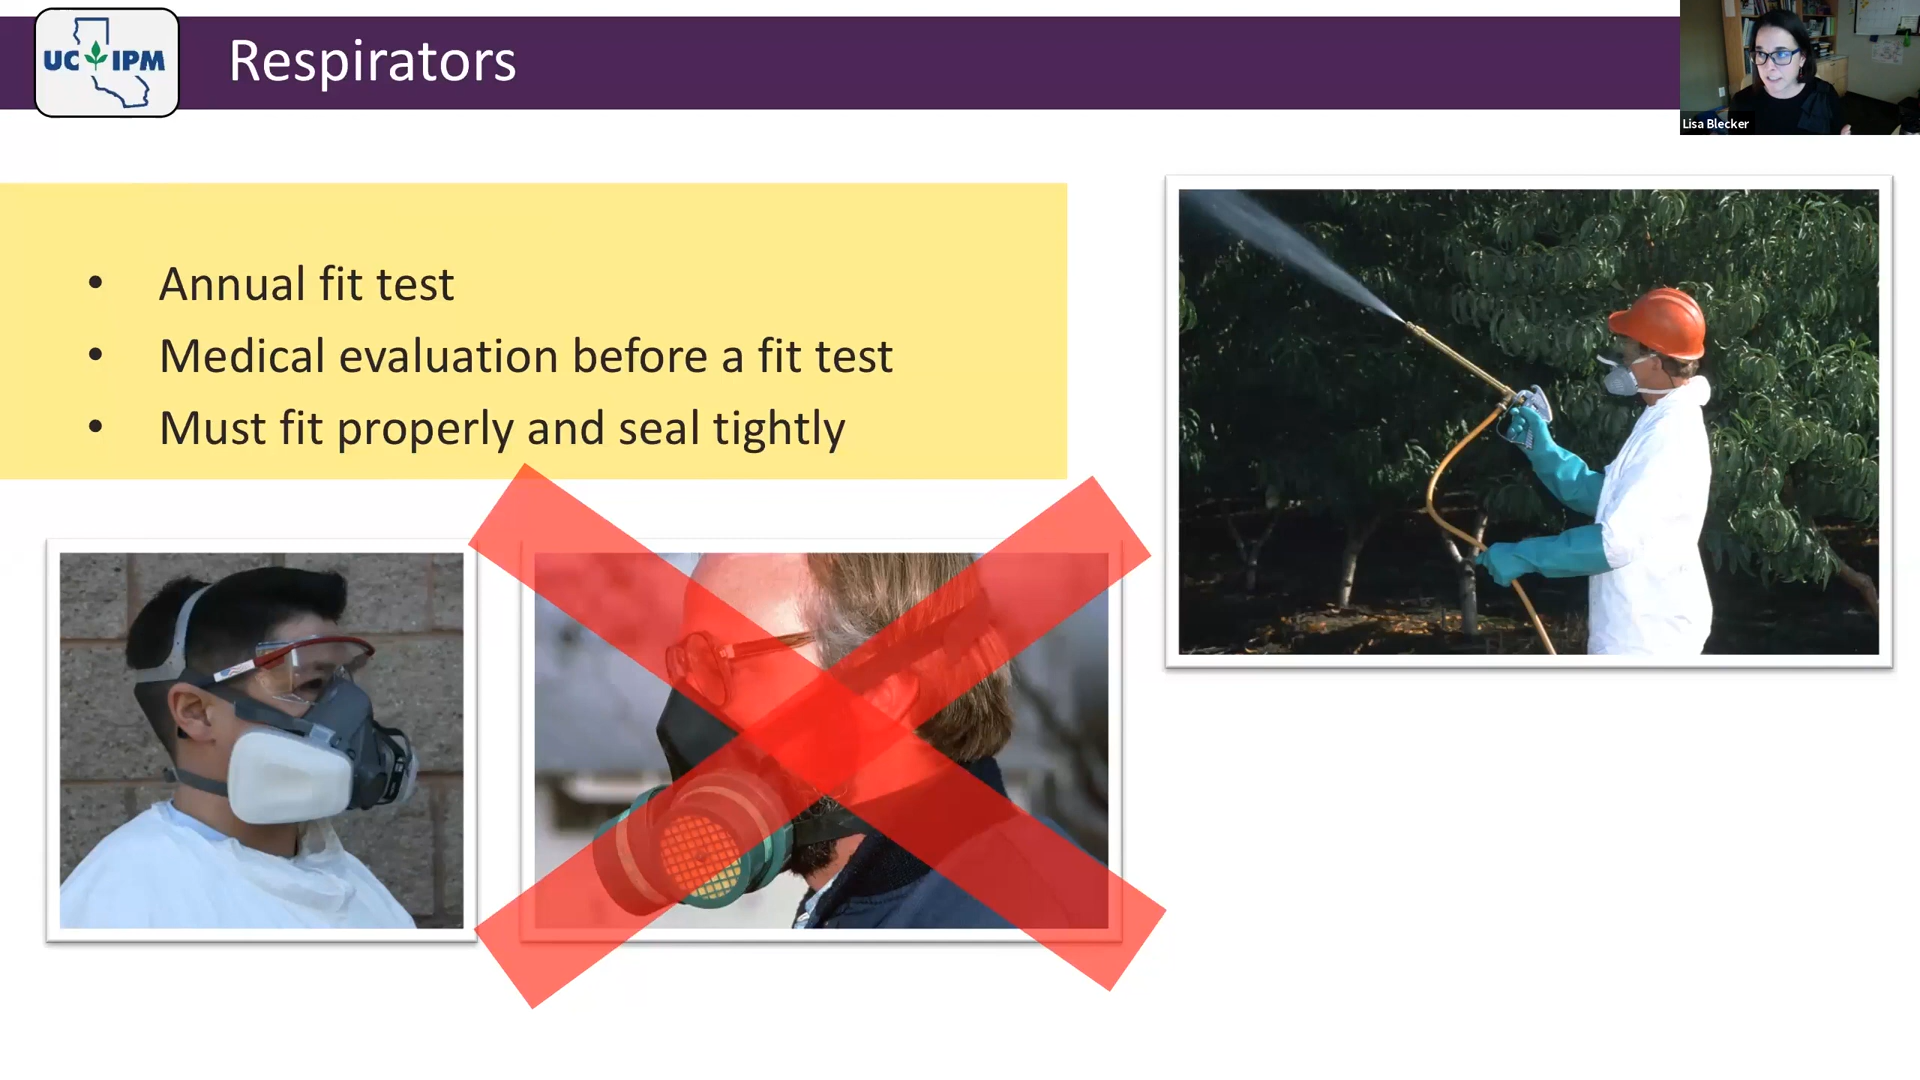 UC IPM
Respirators
Lisa Blecker
• Annual fit test
• Medical evaluation before a fit test
• Must fit properly and seal tightly